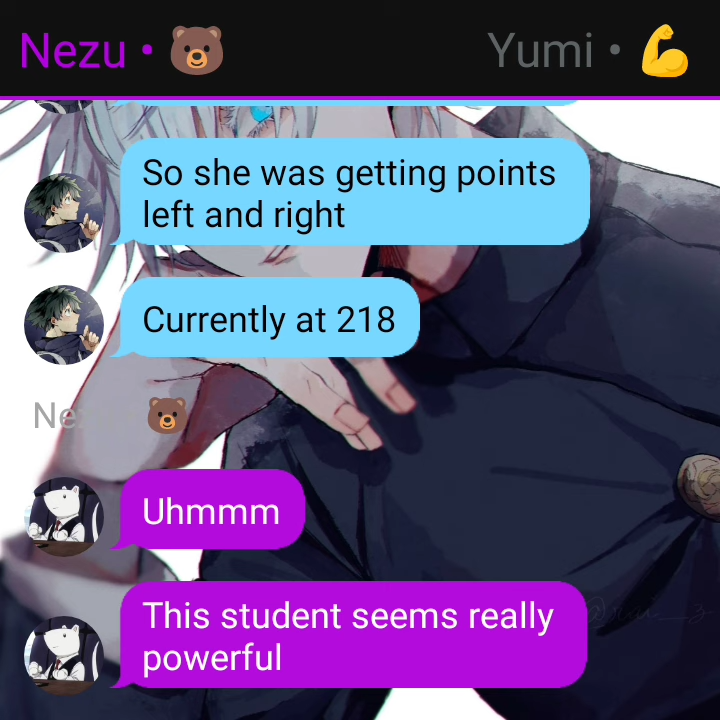 Nezu • 🐻
Yumi • 💪
So she was getting points
left and right
Currently at 218
Uhmmm
This student seems really
powerful